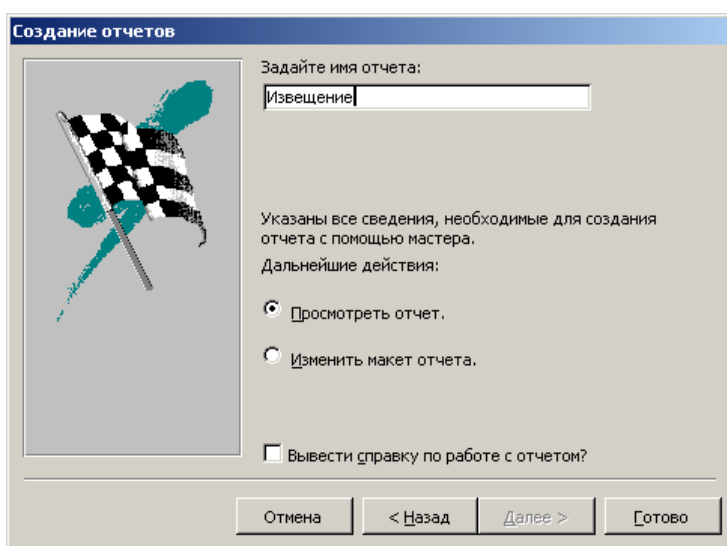 Создание отчетов
Задайте имя отчета:
Извещение
Указаны все сведения, необходимые для создания
отчета с помощью мастера.
Дальнейшие действия:
Просмотреть отчет.
Изменить макет отчета.
Вывести справку по работе с отчетом?
Отмена
< Назад
Далее >
Готово